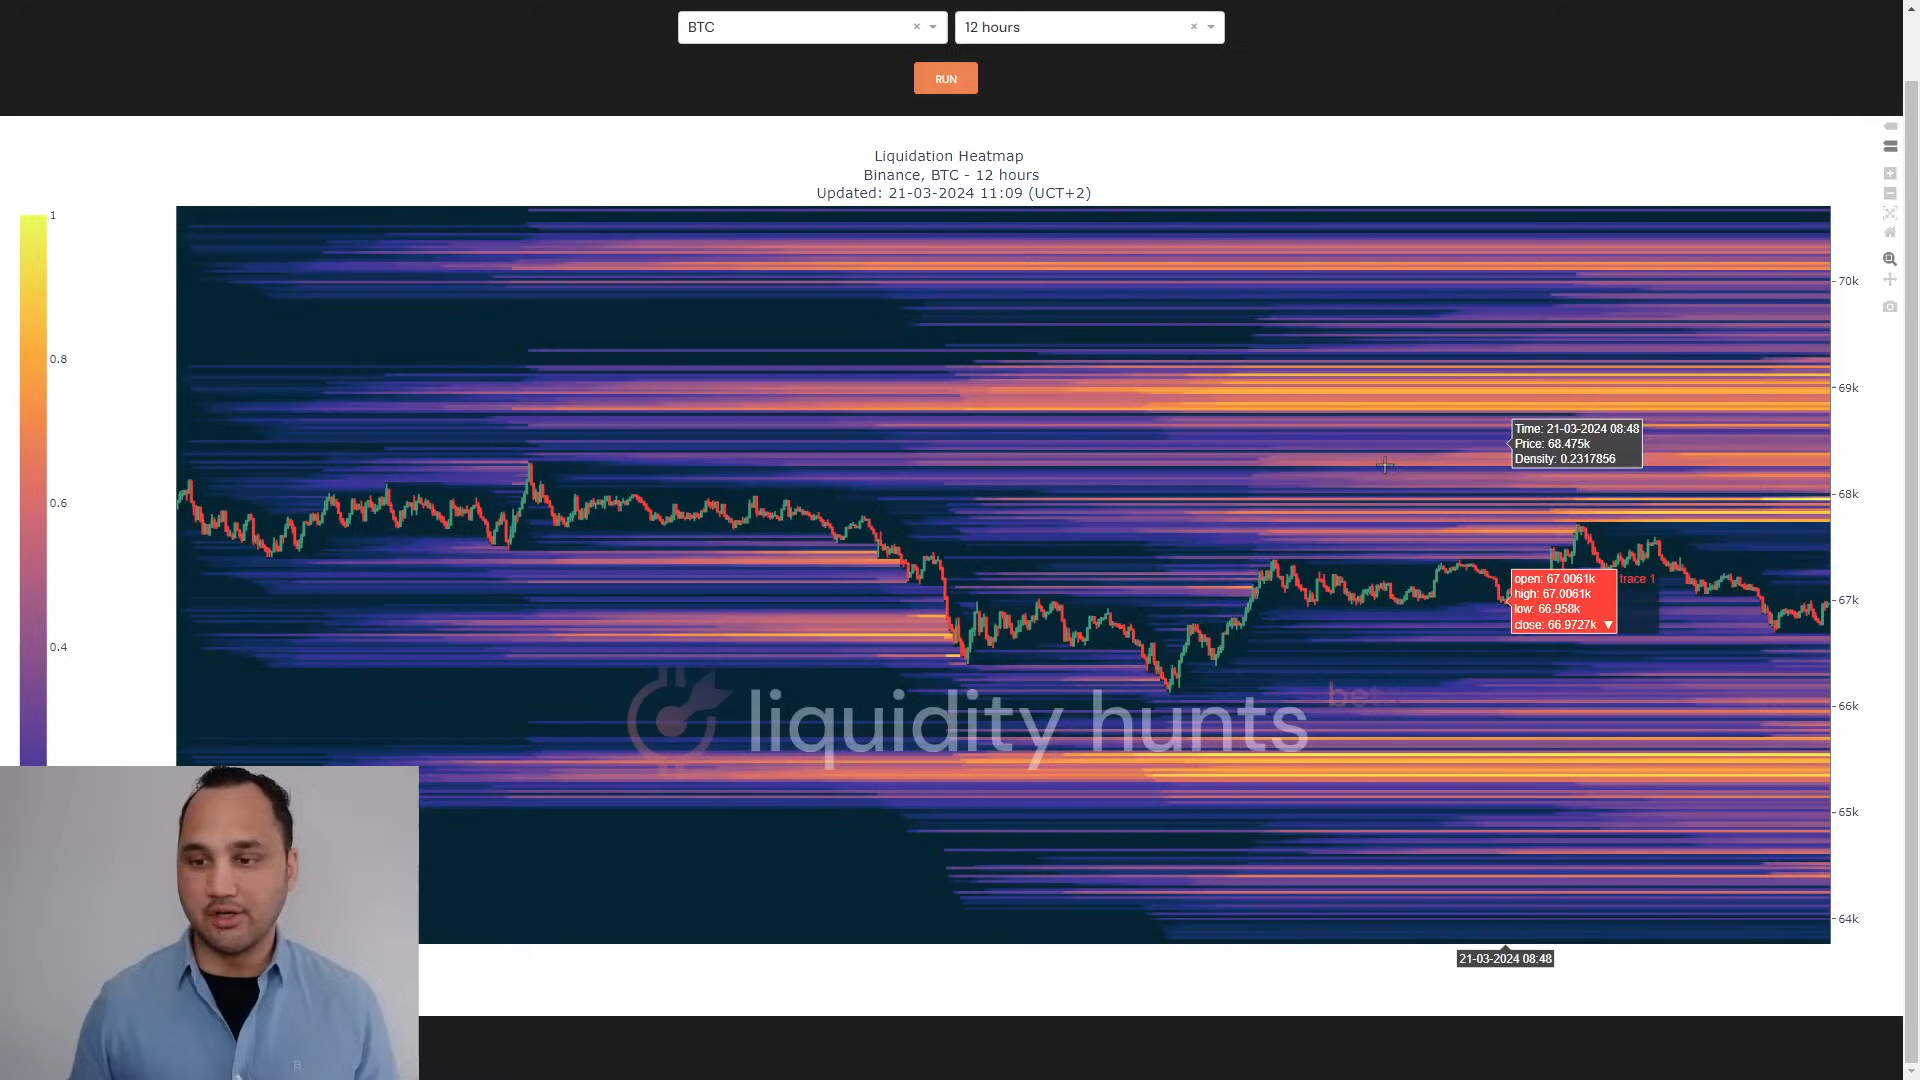 BTC
12 hours
RUN
Liquidation Heatmap
Binance, BTC - 12 hours
Updated: 21-03-2024 11:09 (UCT+2)
1
0.8
0.6
0.4
70k
69k
68k
67k
66k
65k
64k
Time: 21-03-2024 08:48
Price: 68.475k
Density: 0.2317856
open: 67.0061k
high: 67.0061k
low: 66.958k
close: 66.9727k ▼
trace 1
liquidity hunts
beta
21-03-2024 08:48